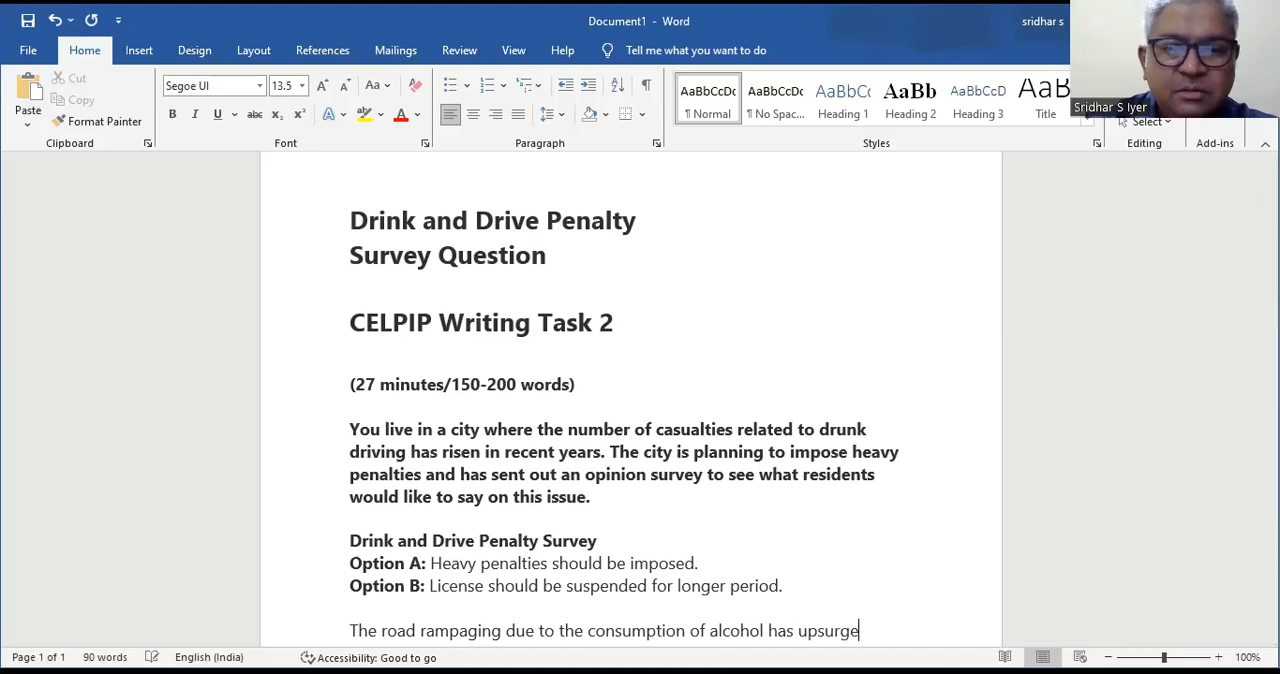 Document1 - Word
sridhar s
File Home Insert Design Layout References Mailings Review View Help Tell me what you want to do
Paste
Cut
Copy
Format Painter
Segoe UI 13.5
AaBbCcDc AaBbCcDc AaBbCc AaBbC AaBbCcD AaB
¶ Normal ¶ No Spac... Heading 1 Heading 2 Heading 3 Title
Sridhar S Iyer
Select
Clipboard Font Paragraph Styles Editing Add-ins
Drink and Drive Penalty
Survey Question
CELPIP Writing Task 2
(27 minutes/150-200 words)
You live in a city where the number of casualties related to drunk
driving has risen in recent years. The city is planning to impose heavy
penalties and has sent out an opinion survey to see what residents
would like to say on this issue.
Drink and Drive Penalty Survey
Option A: Heavy penalties should be imposed.
Option B: License should be suspended for longer period.
The road rampaging due to the consumption of alcohol has upsurge
Page 1 of 1 90 words English (India) Accessibility: Good to go 100%